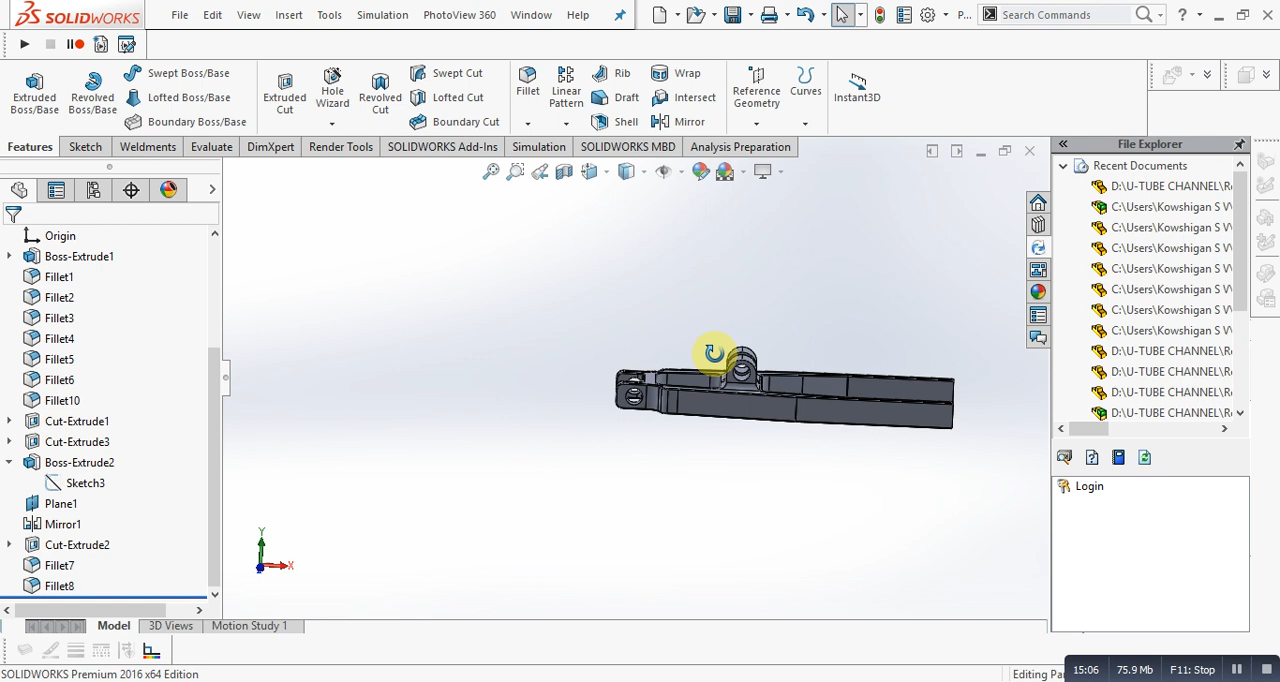 SOLIDWORKS File Edit View Insert Tools Simulation PhotoView 360 Window Help P... Search Commands
Extruded Boss/Base
Revolved Boss/Base
Swept Boss/Base
Lofted Boss/Base
Boundary Boss/Base
Extruded Cut
Hole Wizard
Revolved Cut
Swept Cut
Lofted Cut
Boundary Cut
Fillet
Linear Pattern
Rib
Draft
Shell
Wrap
Intersect
Mirror
Reference Geometry
Curves
Instant3D
Features Sketch Weldments Evaluate DimXpert Render Tools SOLIDWORKS Add-Ins Simulati... SOLIDWORKS MBD Analysis Preparation
File Explorer
Recent Documents
D:\U-TUBE CHANNEL\R
C:\Users\Kowshigan S V
C:\Users\Kowshigan S V
C:\Users\Kowshigan S V
C:\Users\Kowshigan S V
C:\Users\Kowshigan S V
C:\Users\Kowshigan S V
C:\Users\Kowshigan S V
D:\U-TUBE CHANNEL\R
D:\U-TUBE CHANNEL\R
D:\U-TUBE CHANNEL\R
D:\U-TUBE CHANNEL\R
Login
Origin
Boss-Extrude1
Fillet1
Fillet2
Fillet3
Fillet4
Fillet5
Fillet6
Fillet10
Cut-Extrude1
Cut-Extrude3
Boss-Extrude2
Sketch3
Plane1
Mirror1
Cut-Extrude2
Fillet7
Fillet8
Y
X
Model 3D Views Motion Study 1
SOLIDWORKS Premium 2016 x64 Edition Editing Pa
15:06 75.9 Mb F11: Stop